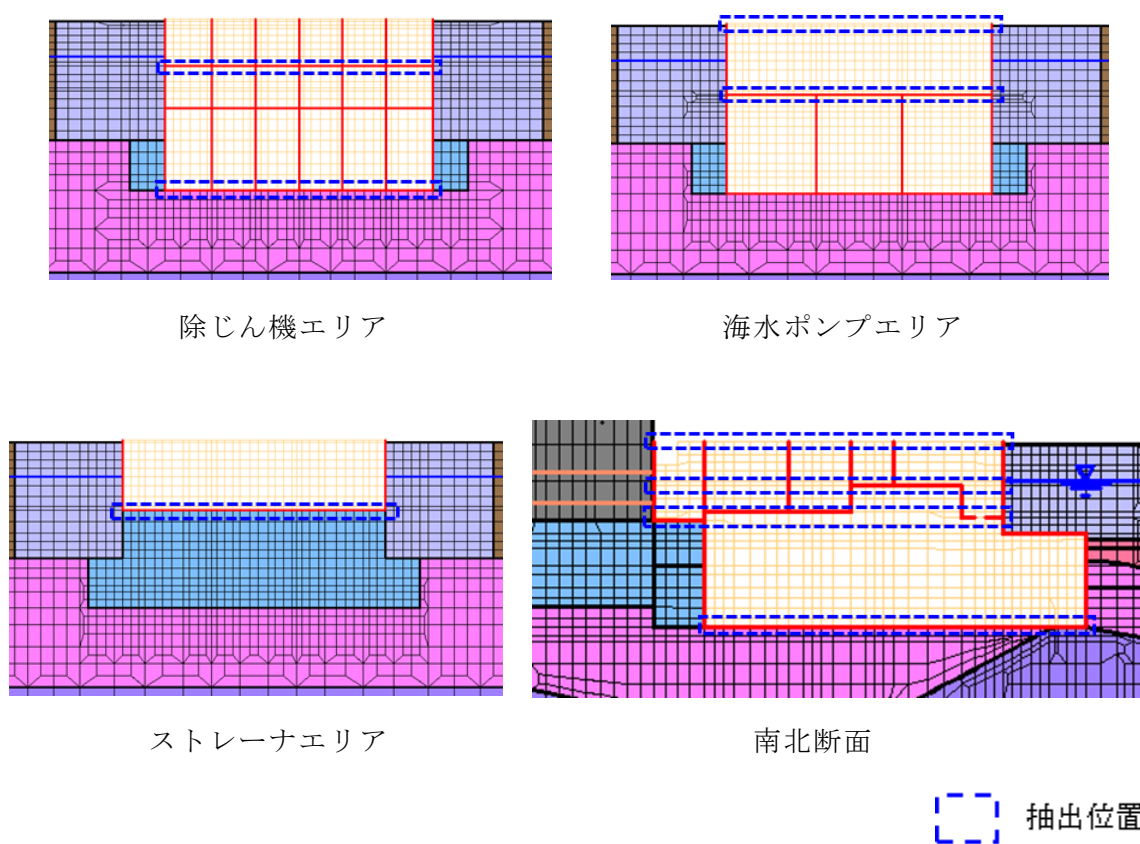 除じん機エリア
海水ポンプエリア
ストレーナエリア
南北断面
抽出位置